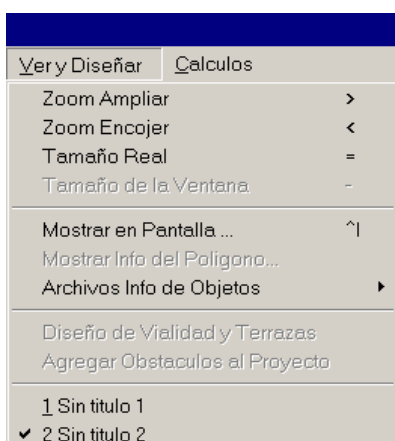 Ver y Diseñar Calculos
Zoom Ampliar >
Zoom Encojer <
Tamaño Real =
Tamaño de la Ventana -
Mostrar en Pantalla ... ^I
Mostrar Info del Poligono...
Archivos Info de Objetos
Diseño de Vialidad y Terrazas
Agregar Obstaculos al Proyecto
1 Sin titulo 1
2 Sin titulo 2